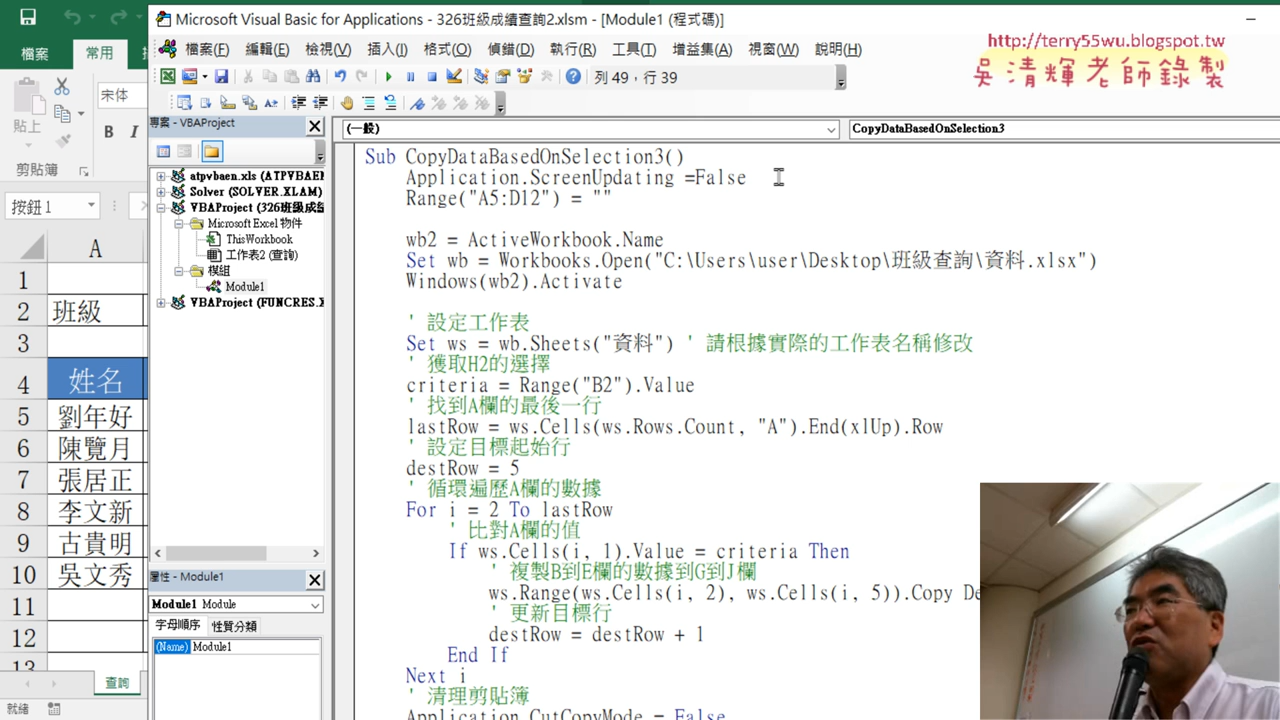 Microsoft Visual Basic for Applications - 326班級成績查詢2.xlsm - [Module1 (程式碼)]
檔案
常用
檔案(F) 編輯(E) 檢視(V) 插入(I) 格式(O) 偵錯(D) 執行(R) 工具(T) 增益集(A) 視窗(W) 說明(H)
http://terry55wu.blogspot.tw
吳清輝老師錄製
列 49，行 39
宋体
貼上
B I
剪貼簿
按鈕 1
專案 - VBAProject
(一般)
CopyDataBasedOnSelection3
atpvbaen.xls (ATPVBAEN
Solver (SOLVER.XLAM)
VBAProject (326班級成績
Microsoft Excel 物件
ThisWorkbook
工作表2 (查詢)
模組
Module1
VBAProject (FUNCRES.X
A
1
2 班級
3
4 姓名
5 劉年好
6 陳覽月
7 張居正
8 李文新
9 古貴明
10 吳文秀
11
12
13
查詢
就緒
屬性 - Module1
Module1 Module
字母順序 性質分類
(Name) Module1
Sub CopyDataBasedOnSelection3()
Application.ScreenUpdating =False
Range("A5:D12") = ""
wb2 = ActiveWorkbook.Name
Set wb = Workbooks.Open("C:\Users\user\Desktop\班級查詢\資料.xlsx")
Windows(wb2).Activate
' 設定工作表
Set ws = wb.Sheets("資料") ' 請根據實際的工作表名稱修改
' 獲取H2的選擇
criteria = Range("B2").Value
' 找到A欄的最後一行
lastRow = ws.Cells(ws.Rows.Count, "A").End(xlUp).Row
' 設定目標起始行
destRow = 5
' 循環遍歷A欄的數據
For i = 2 To lastRow
' 比對A欄的值
If ws.Cells(i, 1).Value = criteria Then
' 複製B到E欄的數據到G到J欄
ws.Range(ws.Cells(i, 2), ws.Cells(i, 5)).Copy De
' 更新目標行
destRow = destRow + 1
End If
Next i
' 清理剪貼簿
Application.CutCopyMode = False